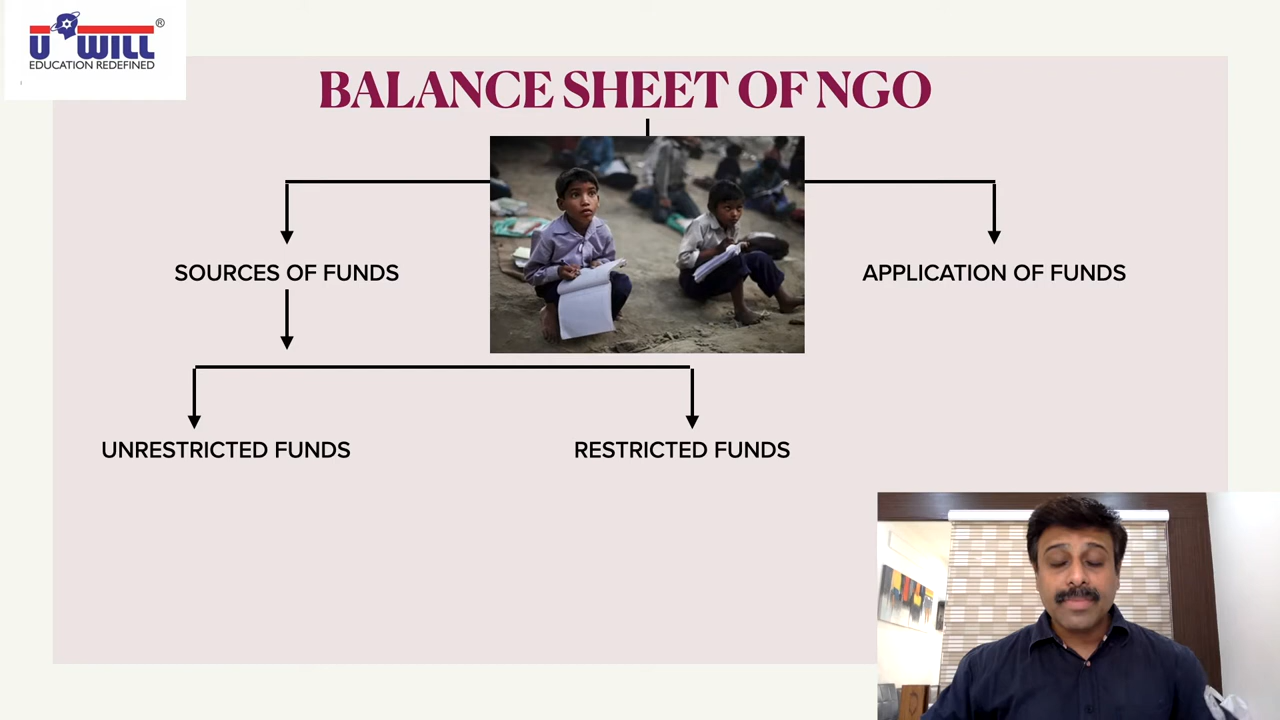 U WILL ®
EDUCATION REDEFINED
BALANCE SHEET OF NGO
SOURCES OF FUNDS
APPLICATION OF FUNDS
UNRESTRICTED FUNDS
RESTRICTED FUNDS